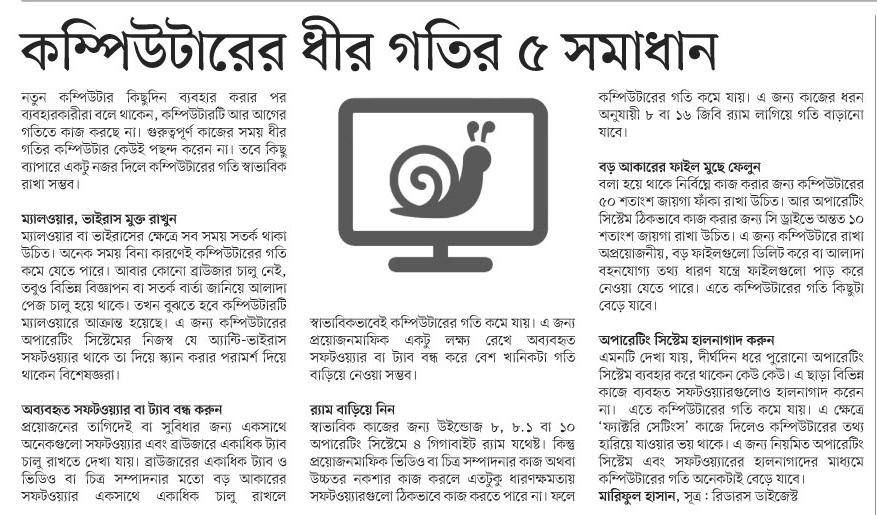 কম্পিউটারের ধীর গতির ৫ সমাধান
নতুন কম্পিউটার কিছুদিন ব্যবহার করার পর
ব্যবহারকারীরা বলে থাকেন, কম্পিউটারটি আর আগের
গতিতে কাজ করছে না। গুরুত্বপূর্ণ কাজের সময় ধীর
গতির কম্পিউটার কেউই পছন্দ করেন না। তবে কিছু
ব্যাপারে একটু নজর দিলে কম্পিউটারের গতি স্বাভাবিক
রাখা সম্ভব।
ম্যালওয়ার, ভাইরাস মুক্ত রাখুন
ম্যালওয়ার বা ভাইরাসের ক্ষেত্রে সব সময় সতর্ক থাকা
উচিত। অনেক সময় বিনা কারণেই কম্পিউটারের গতি
কমে যেতে পারে। আবার কোনো ব্রাউজার চালু নেই,
তবুও বিভিন্ন বিজ্ঞাপন বা সতর্ক বার্তা জানিয়ে আলাদা
পেজ চালু হয়ে থাকে। তখন বুঝতে হবে কম্পিউটারটি
ম্যালওয়ারে আক্রান্ত হয়েছে। এ জন্য কম্পিউটারের
অপারেটিং সিস্টেমের নিজস্ব যে অ্যান্টি-ভাইরাস
সফটওয়্যার থাকে তা দিয়ে স্ক্যান করার পরামর্শ দিয়ে
থাকেন বিশেষজ্ঞরা।
অব্যবহৃত সফটওয়্যার বা ট্যাব বন্ধ করুন
প্রয়োজনের তাগিদেই বা সুবিধার জন্য একসাথে
অনেকগুলো সফটওয়্যার এবং ব্রাউজারে একাধিক ট্যাব
চালু রাখতে দেখা যায়। ব্রাউজারের একাধিক ট্যাব ও
ভিডিও বা চিত্র সম্পাদনার মতো বড় আকারের
সফটওয়্যার একসাথে একাধিক চালু রাখলে
স্বাভাবিকভাবেই কম্পিউটারের গতি কমে যায়। এ জন্য
প্রয়োজনমাফিক একটু লক্ষ্য রেখে অব্যবহৃত
সফটওয়্যার বা ট্যাব বন্ধ করে বেশ খানিকটা গতি
বাড়িয়ে নেওয়া সম্ভব।
র‍্যাম বাড়িয়ে নিন
স্বাভাবিক কাজের জন্য উইন্ডোজ ৮, ৮.১ বা ১০
অপারেটিং সিস্টেমে ৪ গিগাবাইট র‍্যাম যথেষ্ট। কিন্তু
প্রয়োজনমাফিক ভিডিও বা চিত্র সম্পাদনার কাজ অথবা
উচ্চতর নকশার কাজ করলে এতটুকু ধারণক্ষমতায়
সফটওয়্যারগুলো ঠিকভাবে কাজ করতে পারে না। ফলে
কম্পিউটারের গতি কমে যায়। এ জন্য কাজের ধরন
অনুযায়ী ৮ বা ১৬ জিবি র‍্যাম লাগিয়ে গতি বাড়ানো
যাবে।
বড় আকারের ফাইল মুছে ফেলুন
বলা হয়ে থাকে নির্বিঘ্নে কাজ করার জন্য কম্পিউটারের
৫০ শতাংশ জায়গা ফাঁকা রাখা উচিত। আর অপারেটিং
সিস্টেম ঠিকভাবে কাজ করার জন্য সি ড্রাইভে অন্তত ১০
শতাংশ জায়গা রাখা উচিত। এ জন্য কম্পিউটারে রাখা
অপ্রয়োজনীয়, বড় ফাইলগুলো ডিলিট করে বা আলাদা
বহনযোগ্য তথ্য ধারণ যন্ত্রে ফাইলগুলো পাড় করে
নেওয়া যেতে পারে। এতে কম্পিউটারের গতি কিছুটা
বেড়ে যাবে।
অপারেটিং সিস্টেম হালনাগাদ করুন
এমনটি দেখা যায়, দীর্ঘদিন ধরে পুরোনো অপারেটিং
সিস্টেম ব্যবহার করে থাকেন কেউ কেউ। এ ছাড়া বিভিন্ন
কাজে ব্যবহৃত সফটওয়্যারগুলোও হালনাগাদ করেন
না। এতে কম্পিউটারের গতি কমে যায়। এ ক্ষেত্রে
‘ফ্যাক্টরি সেটিংস’ কাজে দিলেও কম্পিউটারের তথ্য
হারিয়ে যাওয়ার ভয় থাকে। এ জন্য নিয়মিত অপারেটিং
সিস্টেম এবং সফটওয়্যারের হালনাগাদের মাধ্যমে
কম্পিউটারের গতি অনেকটাই বেড়ে যাবে।
মারিফুল হাসান, সূত্র : রিডারস ডাইজেস্ট